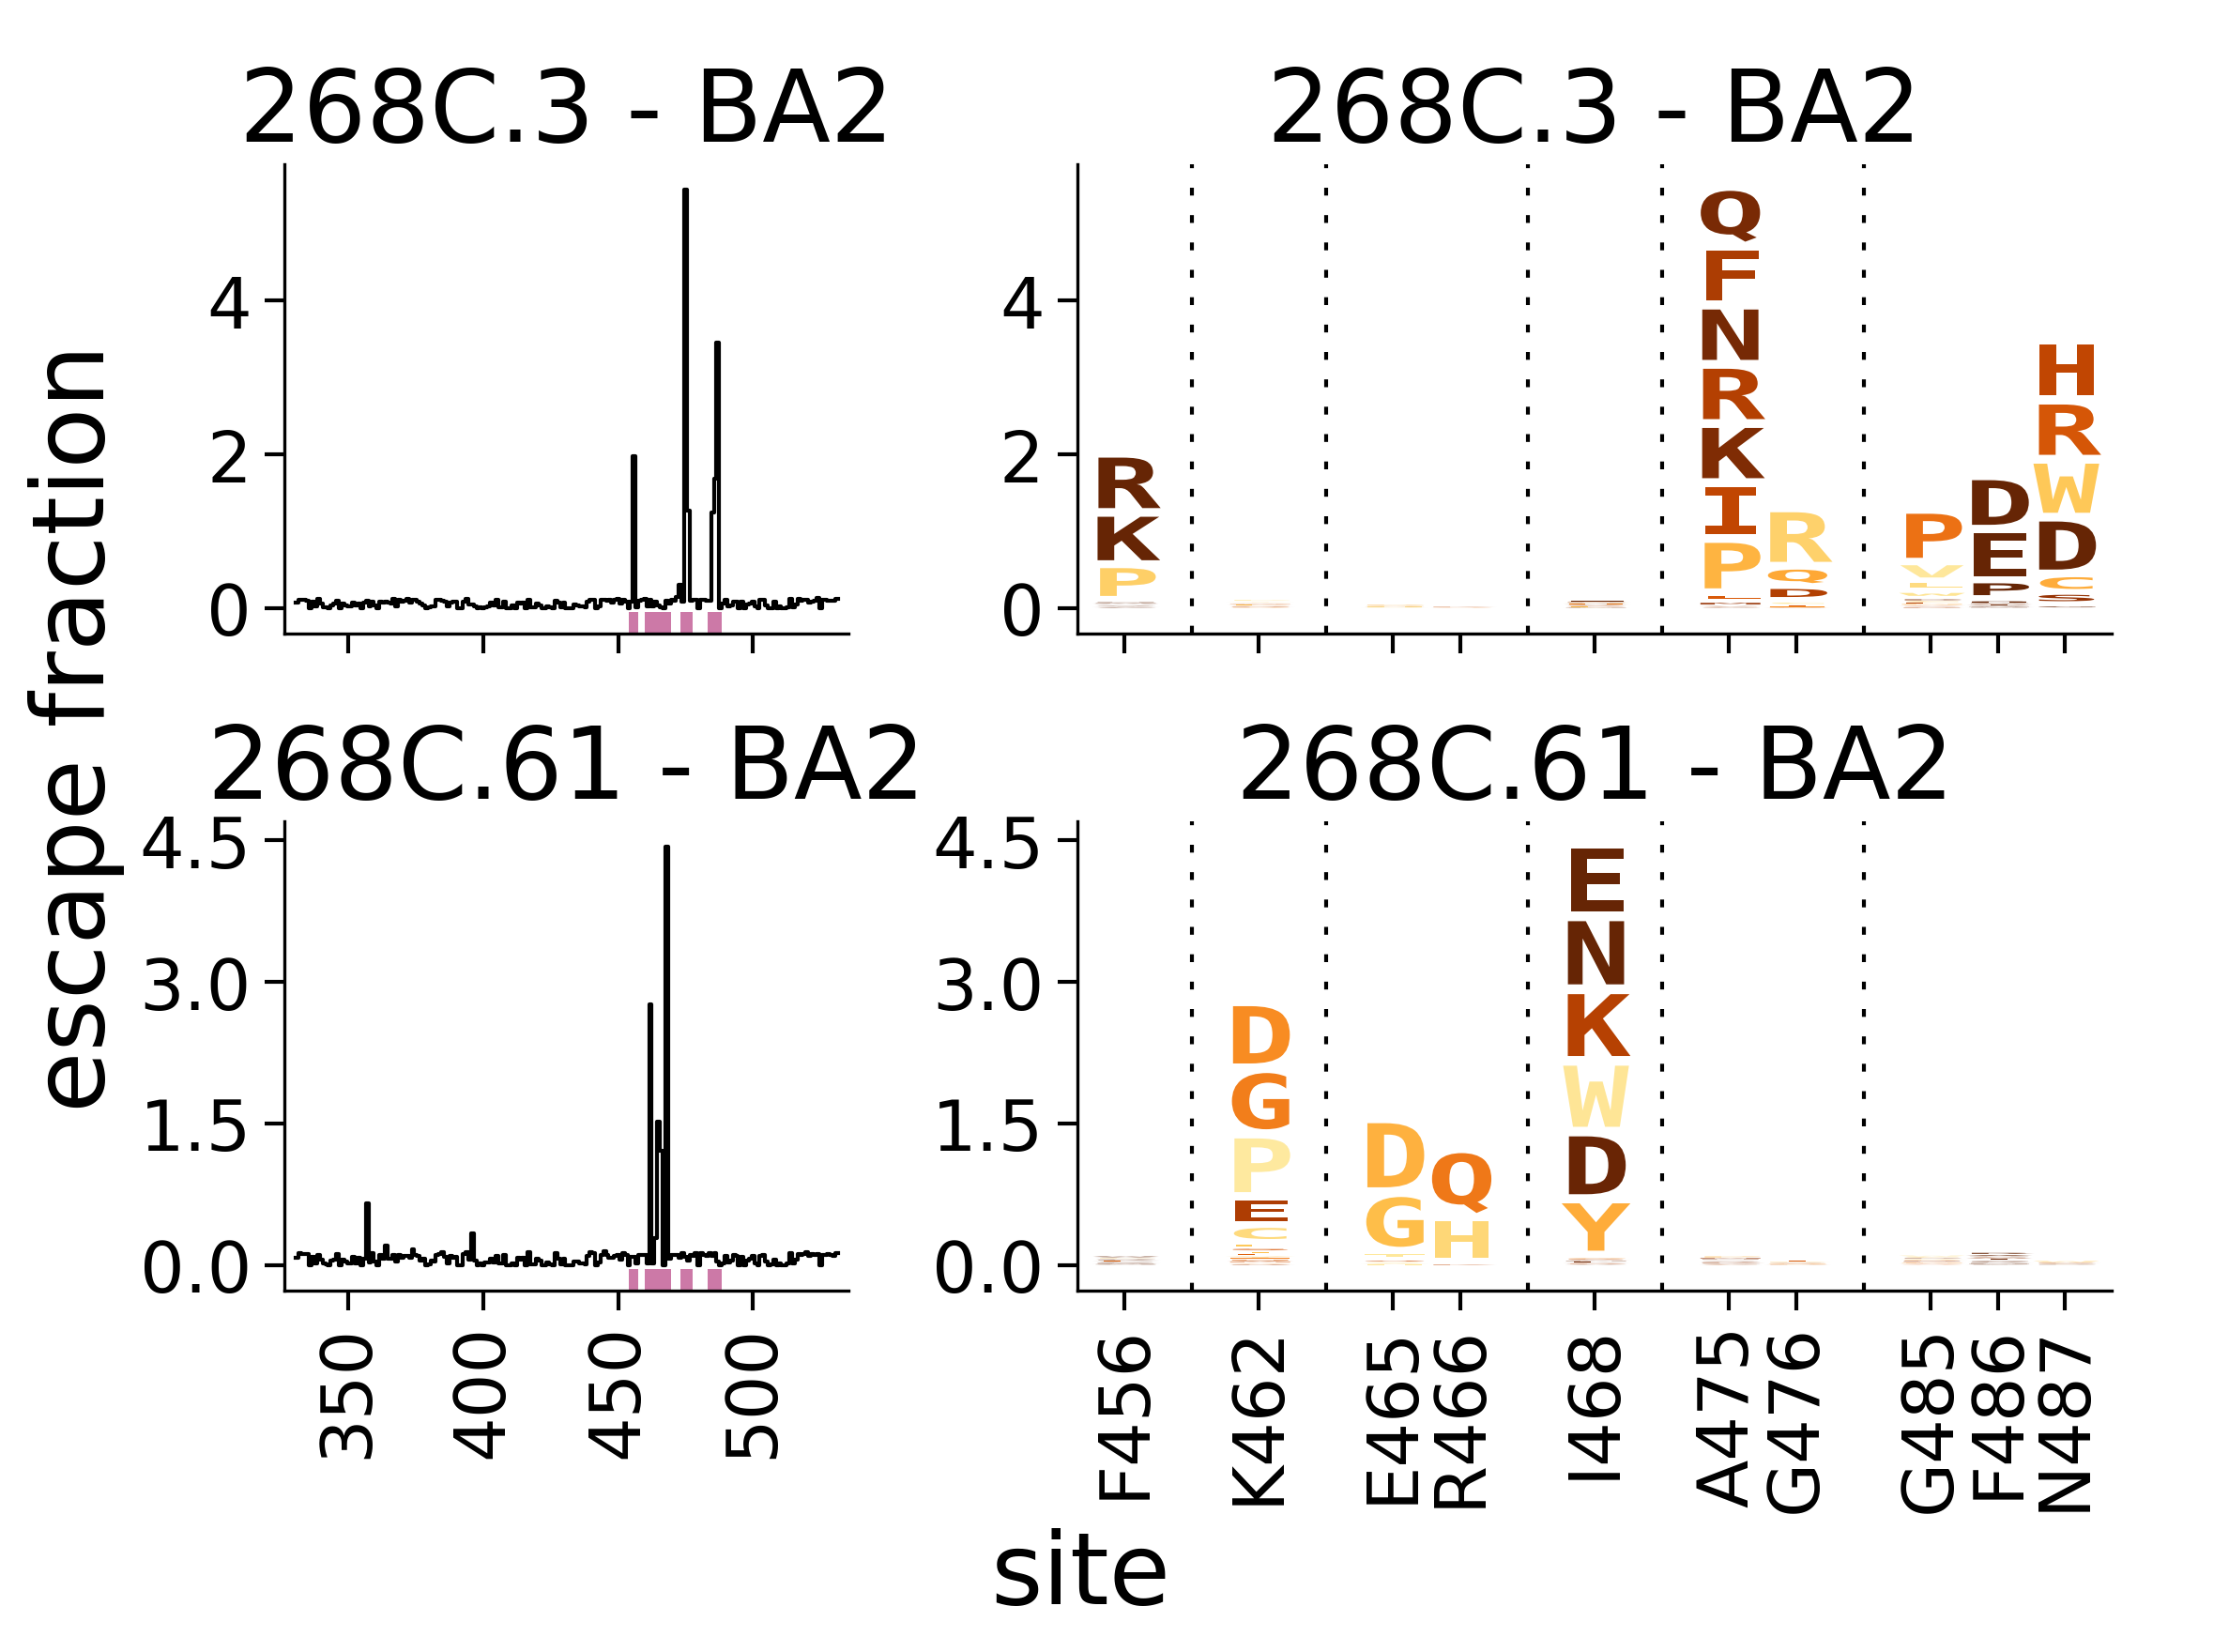 268C.3 - BA2
268C.3 - BA2
escape fraction
4
2
0
4
2
0
R
K
P
Q
F
N
R
K
I
P
R
Q
D
P
V
D
E
P
H
R
W
D
C
268C.61 - BA2
268C.61 - BA2
4.5
3.0
1.5
0.0
4.5
3.0
1.5
0.0
D
G
P
E
C
D
G
Q
H
E
N
K
W
D
Y
350
400
450
500
F456
K462
E465
R466
I468
A475
G476
G485
F486
N487
site